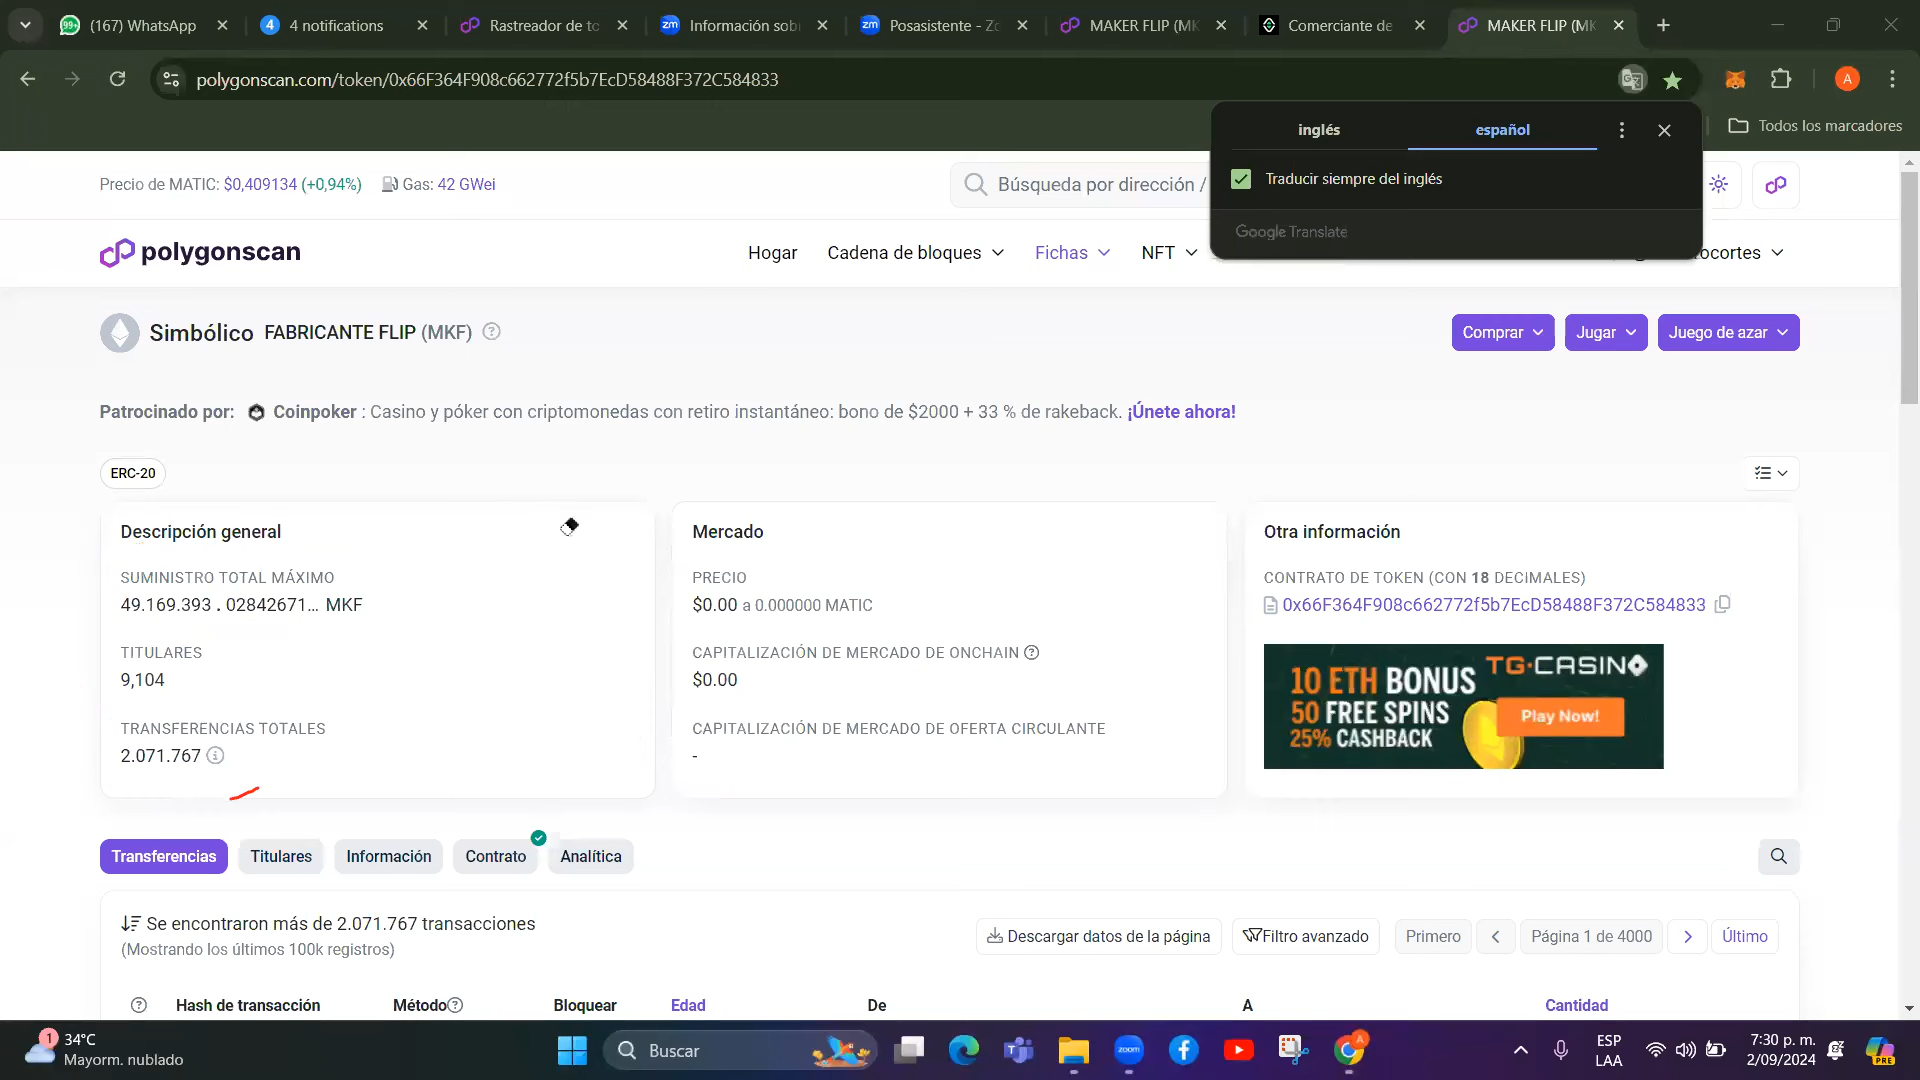 (167) WhatsApp
4 notifications
Rastreador de to
Información sob
Posasistente - Zo
MAKER FLIP (MK
Comerciante de
MAKER FLIP (MK
polygonscan.com/token/0x66F364F908c662772f5b7EcD58488F372C584833
A
Todos los marcadores
inglés
español
Traducir siempre del inglés
Google Translate
Precio de MATIC: $0,409134 (+0,94%)
Gas: 42 GWei
Búsqueda por dirección /
polygonscan
Hogar
Cadena de bloques
Fichas
NFT
ocortes
Simbólico FABRICANTE FLIP (MKF)
Comprar
Jugar
Juego de azar
Patrocinado por: Coinpoker : Casino y póker con criptomonedas con retiro instantáneo: bono de $2000 + 33 % de rakeback. ¡Únete ahora!
ERC-20
Descripción general
SUMINISTRO TOTAL MÁXIMO
49.169.393 . 02842671... MKF
TITULARES
9,104
TRANSFERENCIAS TOTALES
2.071.767
Mercado
PRECIO
$0.00 a 0.000000 MATIC
CAPITALIZACIÓN DE MERCADO DE ONCHAIN
$0.00
CAPITALIZACIÓN DE MERCADO DE OFERTA CIRCULANTE
-
Otra información
CONTRATO DE TOKEN (CON 18 DECIMALES)
0x66F364F908c662772f5b7EcD58488F372C584833
10 ETH BONUS
50 FREE SPINS
25% CASHBACK
TG.CASINO
Play Now!
Transferencias
Titulares
Información
Contrato
Analítica
Se encontraron más de 2.071.767 transacciones
(Mostrando los últimos 100k registros)
Descargar datos de la página
Filtro avanzado
Primero
Página 1 de 4000
Último
Hash de transacción
Método
Bloquear
Edad
De
A
Cantidad
1
34°C
Mayorm. nublado
Buscar
zoom
ESP
LAA
7:30 p. m.
2/09/2024
PRE